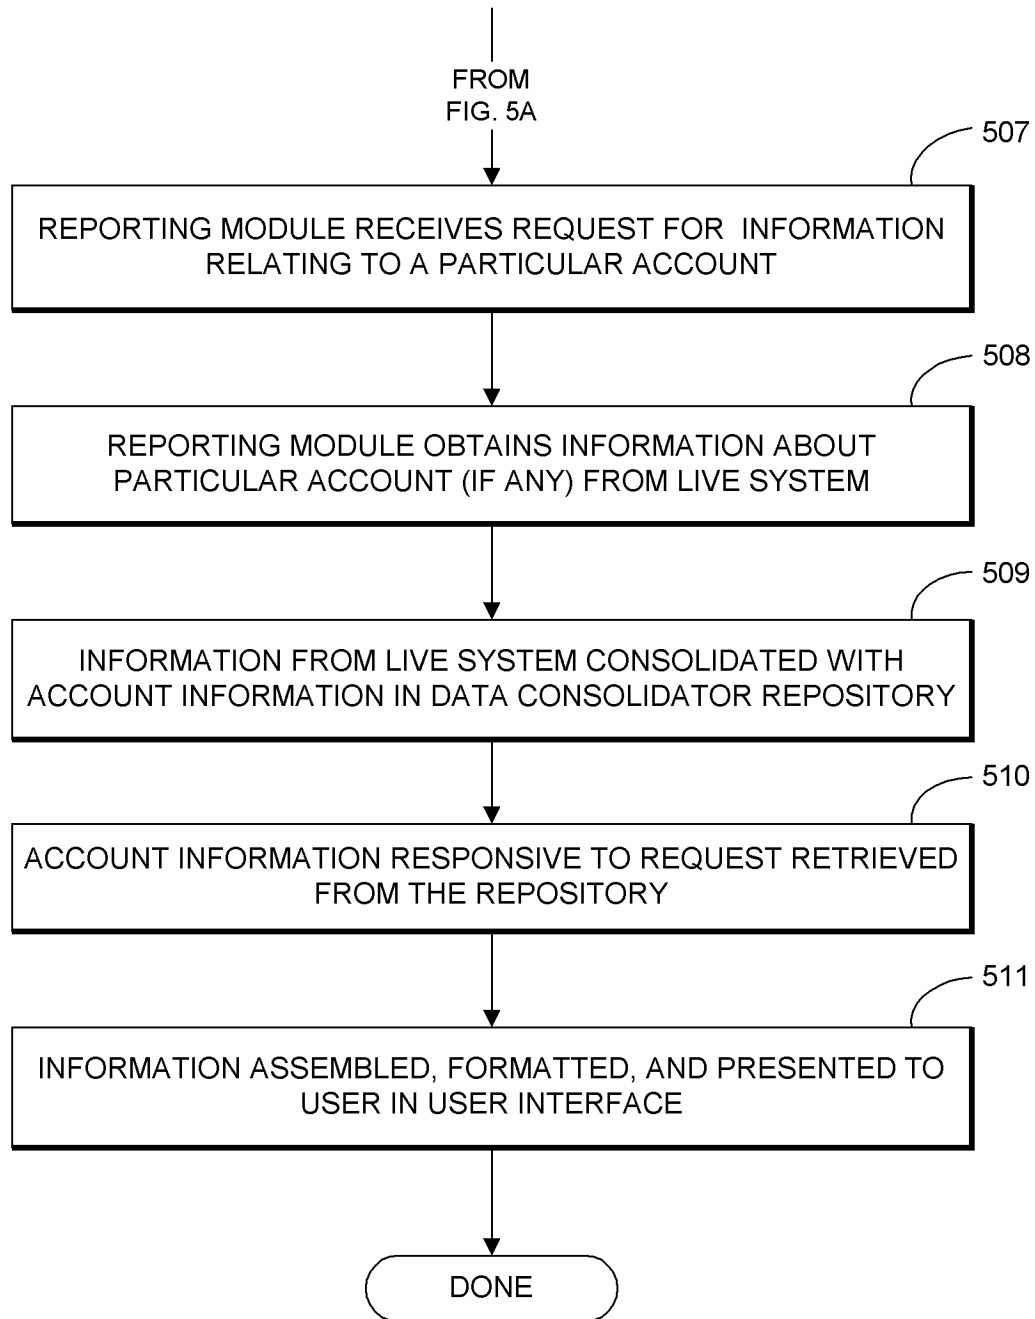 FROM
FIG. 5A
507
REPORTING MODULE RECEIVES REQUEST FOR INFORMATION
RELATING TO A PARTICULAR ACCOUNT
508
REPORTING MODULE OBTAINS INFORMATION ABOUT
PARTICULAR ACCOUNT (IF ANY) FROM LIVE SYSTEM
509
INFORMATION FROM LIVE SYSTEM CONSOLIDATED WITH
ACCOUNT INFORMATION IN DATA CONSOLIDATOR REPOSITORY
510
ACCOUNT INFORMATION RESPONSIVE TO REQUEST RETRIEVED
FROM THE REPOSITORY
511
INFORMATION ASSEMBLED, FORMATTED, AND PRESENTED TO
USER IN USER INTERFACE
DONE